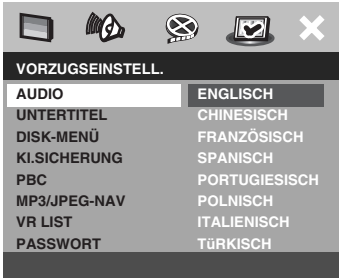 VORZUGSEINSTELL.
AUDIO ENGLISCH
UNTERTITEL CHINESISCH
DISK-MENÜ FRANZÖSISCH
KI.SICHERUNG SPANISCH
PBC PORTUGIESISCH
MP3/JPEG-NAV POLNISCH
VR LIST ITALIENISCH
PASSWORT TüRKISCH